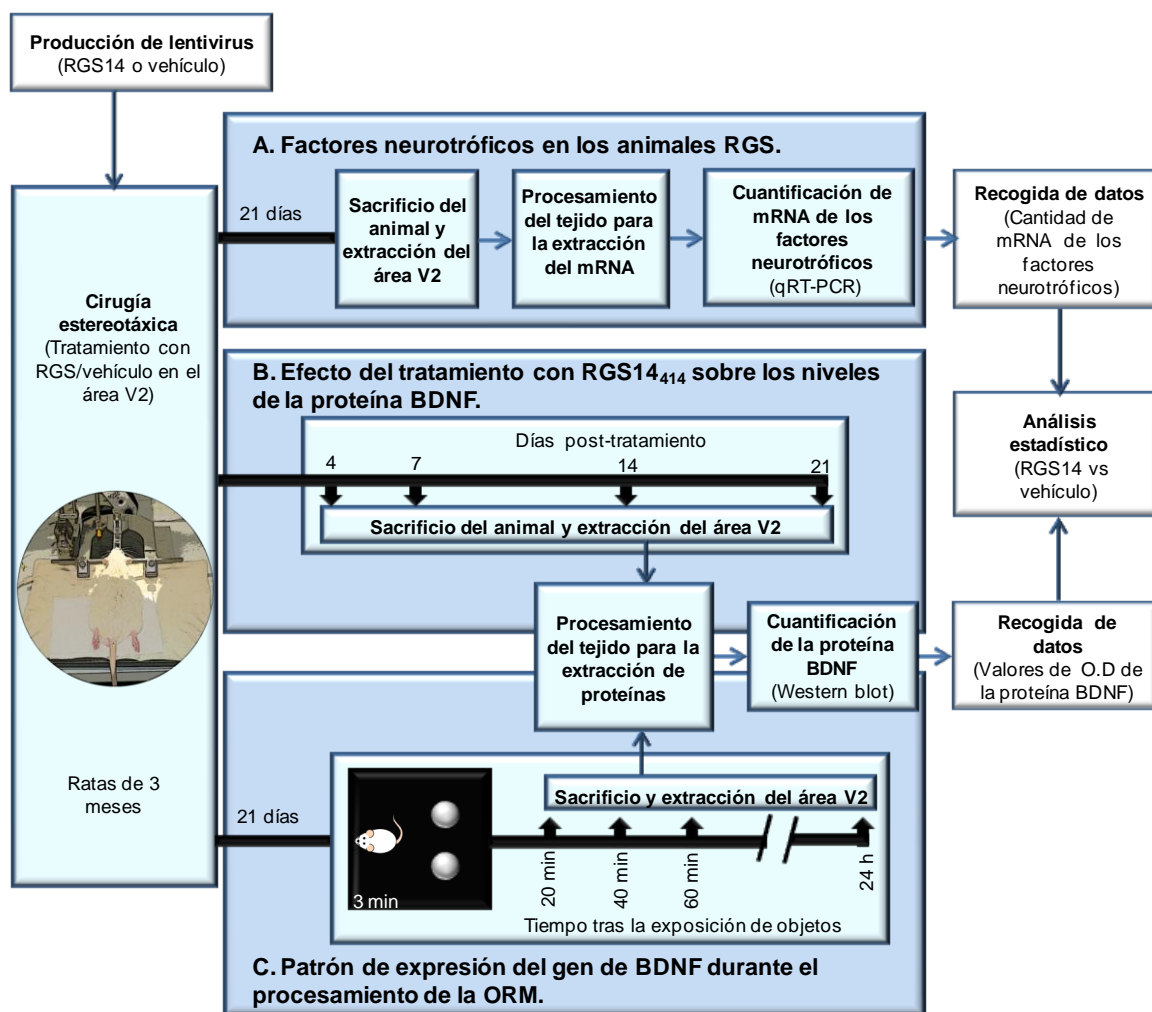 Producción de lentivirus
(RGS14 o vehículo)
Cirugía
estereotáxica
(Tratamiento con
RGS/vehículo en el
área V2)
Ratas de 3
meses
A. Factores neurotróficos en los animales RGS.
21 días
Sacrificio del
animal y
extracción del
área V2
Procesamiento
del tejido para
la extracción
del mRNA
Cuantificación de
mRNA de los
factores
neurotróficos
(qRT-PCR)
Recogida de datos
(Cantidad de
mRNA de los
factores
neurotróficos)
B. Efecto del tratamiento con RGS14₄₁₄ sobre los niveles
de la proteína BDNF.
Días post-tratamiento
4 7 14 21
Sacrificio del animal y extracción del área V2
Análisis
estadístico
(RGS14 vs
vehículo)
Procesamiento
del tejido para la
extracción de
proteínas
Cuantificación
de la proteína
BDNF
(Western blot)
Recogida de
datos
(Valores de O.D de
la proteína BDNF)
21 días
3 min
Sacrificio y extracción del área V2
20 min
40 min
60 min
24 h
Tiempo tras la exposición de objetos
C. Patrón de expresión del gen de BDNF durante el
procesamiento de la ORM.